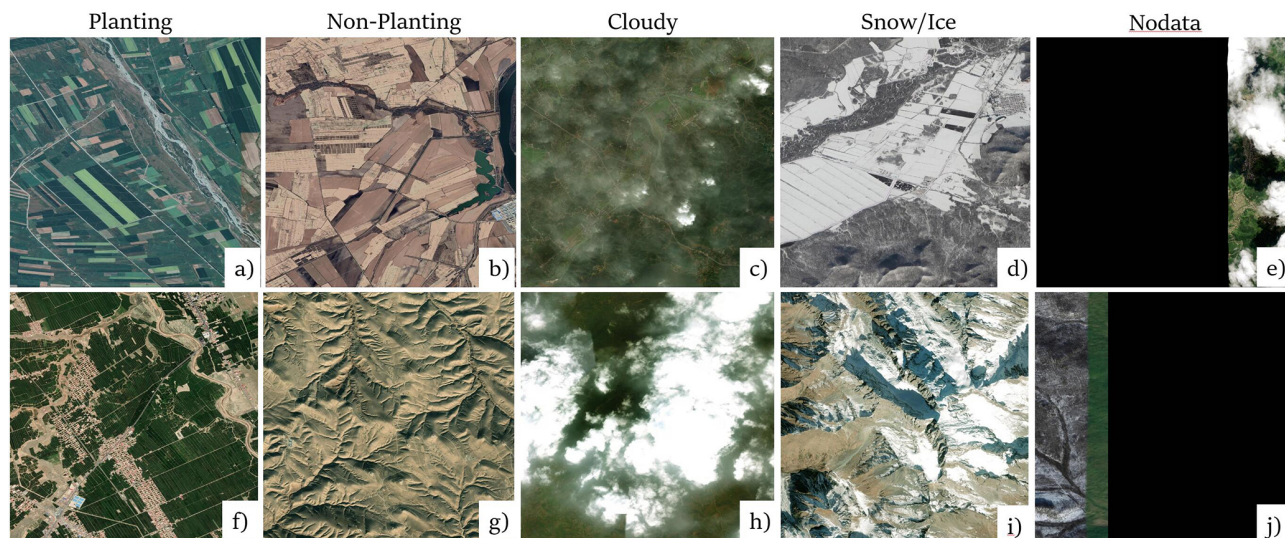 Planting Non-Planting Cloudy Snow/Ice Nodata
a) b) c) d) e)
f) g) h) i) j)